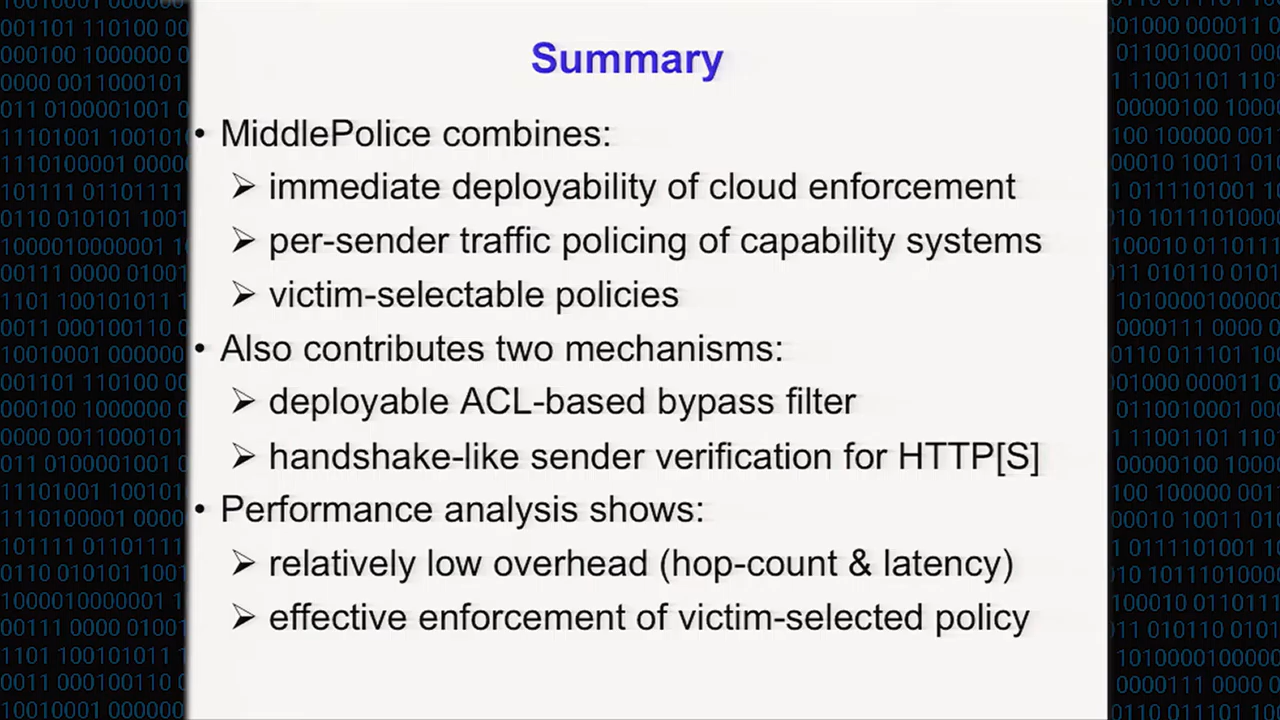 Summary
• MiddlePolice combines:
➢ immediate deployability of cloud enforcement
➢ per-sender traffic policing of capability systems
➢ victim-selectable policies
• Also contributes two mechanisms:
➢ deployable ACL-based bypass filter
➢ handshake-like sender verification for HTTP[S]
• Performance analysis shows:
➢ relatively low overhead (hop-count & latency)
➢ effective enforcement of victim-selected policy